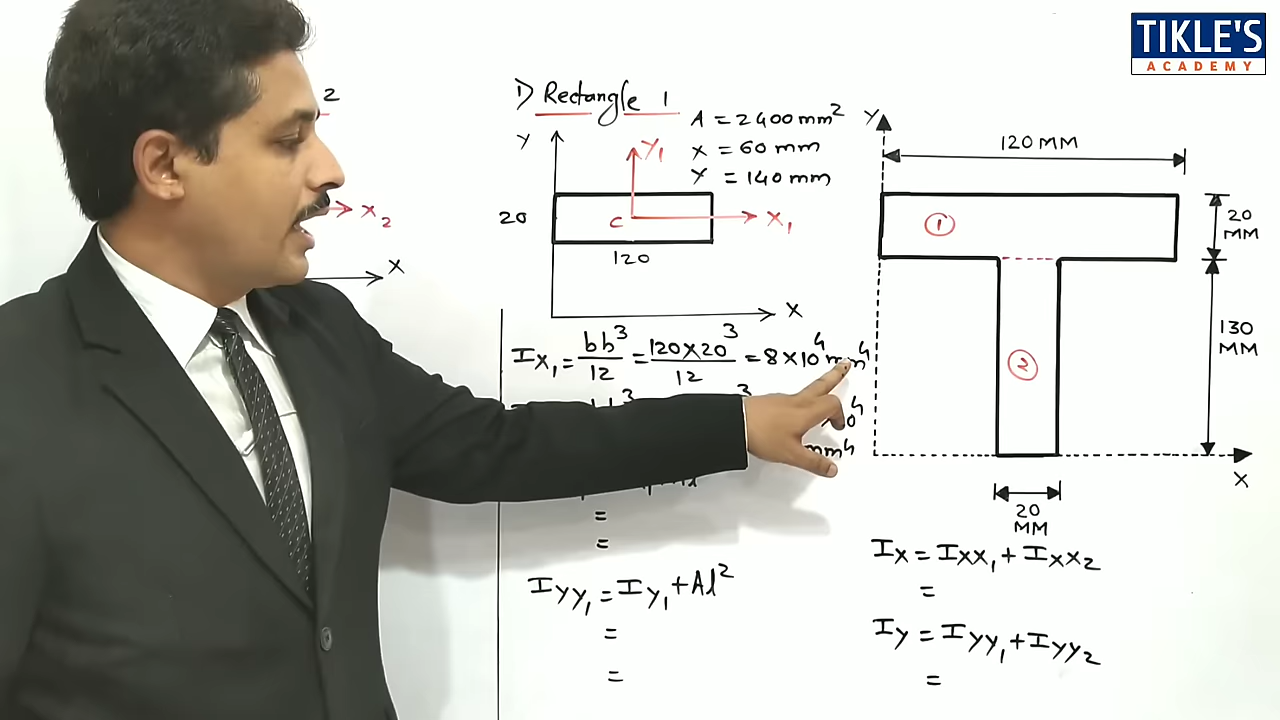 TIKLE'S
ACADEMY
2
X2
X
1) Rectangle 1
A = 2400 mm²
X = 60 mm
Y = 140 mm
Y
Y1
20
C
X1
120
X
IX1 = bh³/12 = 120×20³/12 = 8×10⁴ mm⁴
mm⁴
=
=
IYY1 = IY1 + Al²
=
=
Y
120 MM
1
20
MM
130
MM
2
X
20
MM
IX = IXX1 + IXX2
=
IY = IYY1 + IYY2
=